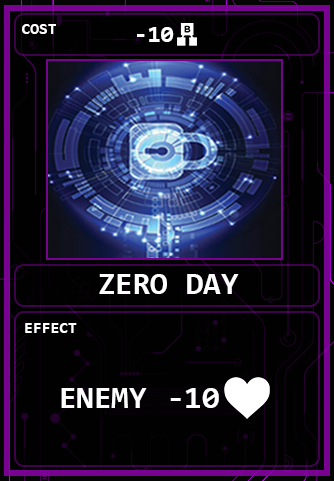 COST
-10 B
ZERO DAY
EFFECT
ENEMY -10